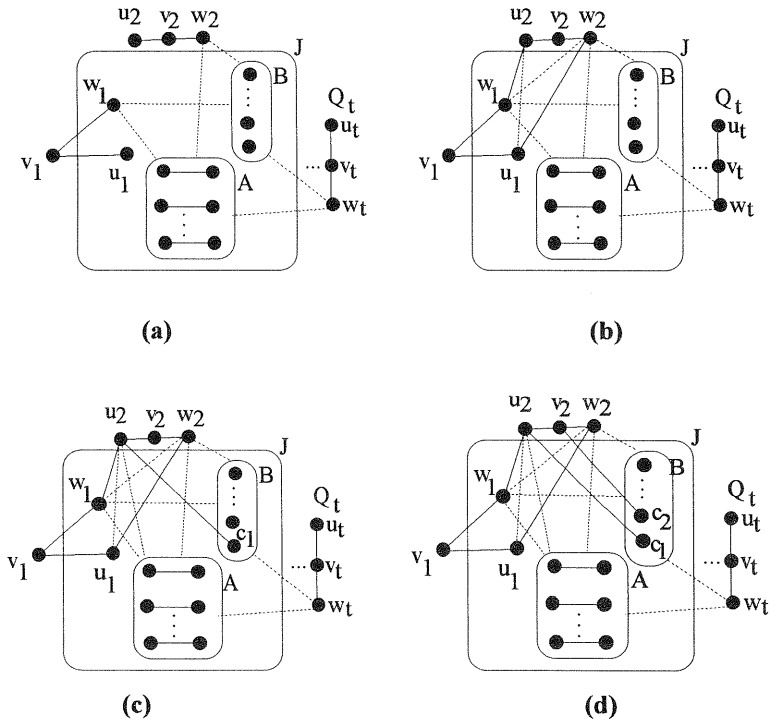 u2 v2 w2
J
B
w1
Qt
ut
v1
u1
A
... vt
wt
(a)
u2 v2 w2
J
B
w1
Qt
ut
v1
u1
A
... vt
wt
(b)
u2 v2 w2
J
B
w1
Qt
c1
ut
v1
u1
A
... vt
wt
(c)
u2 v2 w2
J
B
w1
c2
Qt
c1
ut
v1
u1
A
... vt
wt
(d)